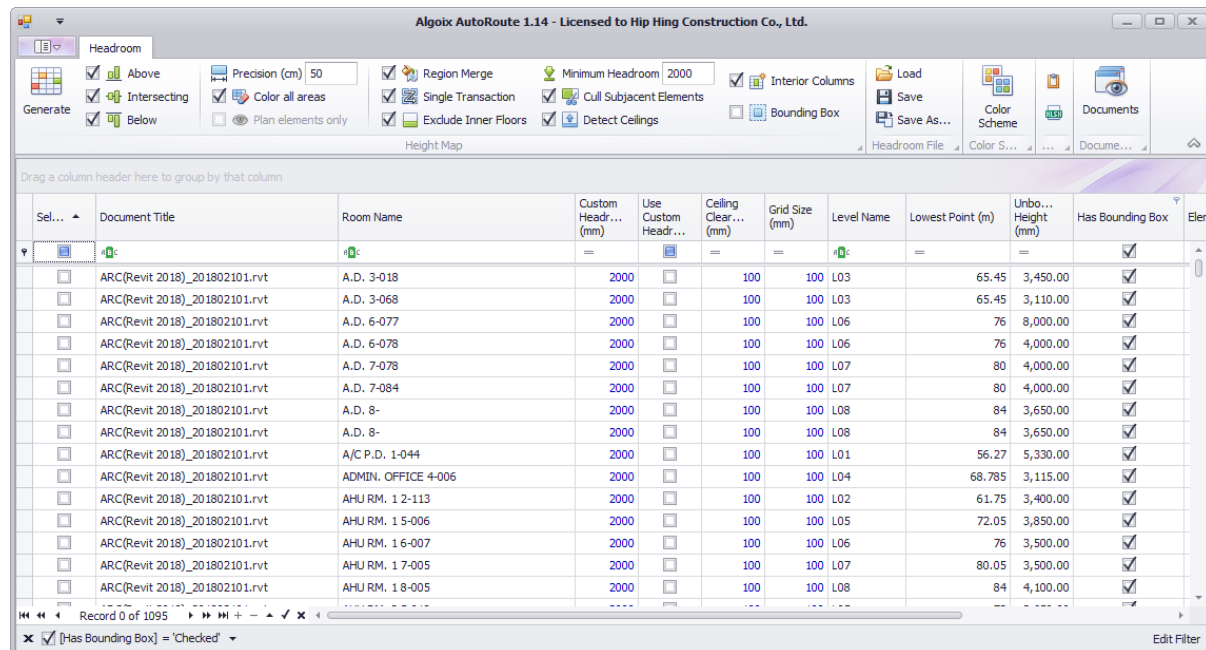 Algoix AutoRoute 1.14 - Licensed to Hip Hing Construction Co., Ltd.
Headroom
Generate
Above
Intersecting
Below
Precision (cm) 50
Color all areas
Plan elements only
Region Merge
Single Transaction
Exclude Inner Floors
Minimum Headroom 2000
Cull Subjacent Elements
Detect Ceilings
Interior Columns
Bounding Box
Height Map
Load
Save
Save As...
Headroom File
Color
Scheme
Color S...
XLSX
...
Documents
Docume...
Drag a column header here to group by that column
Sel... Document Title Room Name Custom Headr... (mm) Use Custom Headr... Ceiling Clear... (mm) Grid Size (mm) Level Name Lowest Point (m) Unbo... Height (mm) Has Bounding Box Eler
ABC ABC = = = ABC = =
ARC(Revit 2018)_201802101.rvt A.D. 3-018 2000 100 100 L03 65.45 3,450.00
ARC(Revit 2018)_201802101.rvt A.D. 3-068 2000 100 100 L03 65.45 3,110.00
ARC(Revit 2018)_201802101.rvt A.D. 6-077 2000 100 100 L06 76 8,000.00
ARC(Revit 2018)_201802101.rvt A.D. 6-078 2000 100 100 L06 76 4,000.00
ARC(Revit 2018)_201802101.rvt A.D. 7-078 2000 100 100 L07 80 4,000.00
ARC(Revit 2018)_201802101.rvt A.D. 7-084 2000 100 100 L07 80 4,000.00
ARC(Revit 2018)_201802101.rvt A.D. 8- 2000 100 100 L08 84 3,650.00
ARC(Revit 2018)_201802101.rvt A.D. 8- 2000 100 100 L08 84 3,650.00
ARC(Revit 2018)_201802101.rvt A/C P.D. 1-044 2000 100 100 L01 56.27 5,330.00
ARC(Revit 2018)_201802101.rvt ADMIN. OFFICE 4-006 2000 100 100 L04 68.785 3,115.00
ARC(Revit 2018)_201802101.rvt AHU RM. 1 2-113 2000 100 100 L02 61.75 3,400.00
ARC(Revit 2018)_201802101.rvt AHU RM. 1 5-006 2000 100 100 L05 72.05 3,850.00
ARC(Revit 2018)_201802101.rvt AHU RM. 1 6-007 2000 100 100 L06 76 3,500.00
ARC(Revit 2018)_201802101.rvt AHU RM. 1 7-005 2000 100 100 L07 80.05 3,500.00
ARC(Revit 2018)_201802101.rvt AHU RM. 1 8-005 2000 100 100 L08 84 4,100.00
Record 0 of 1095
[Has Bounding Box] = 'Checked'
Edit Filter